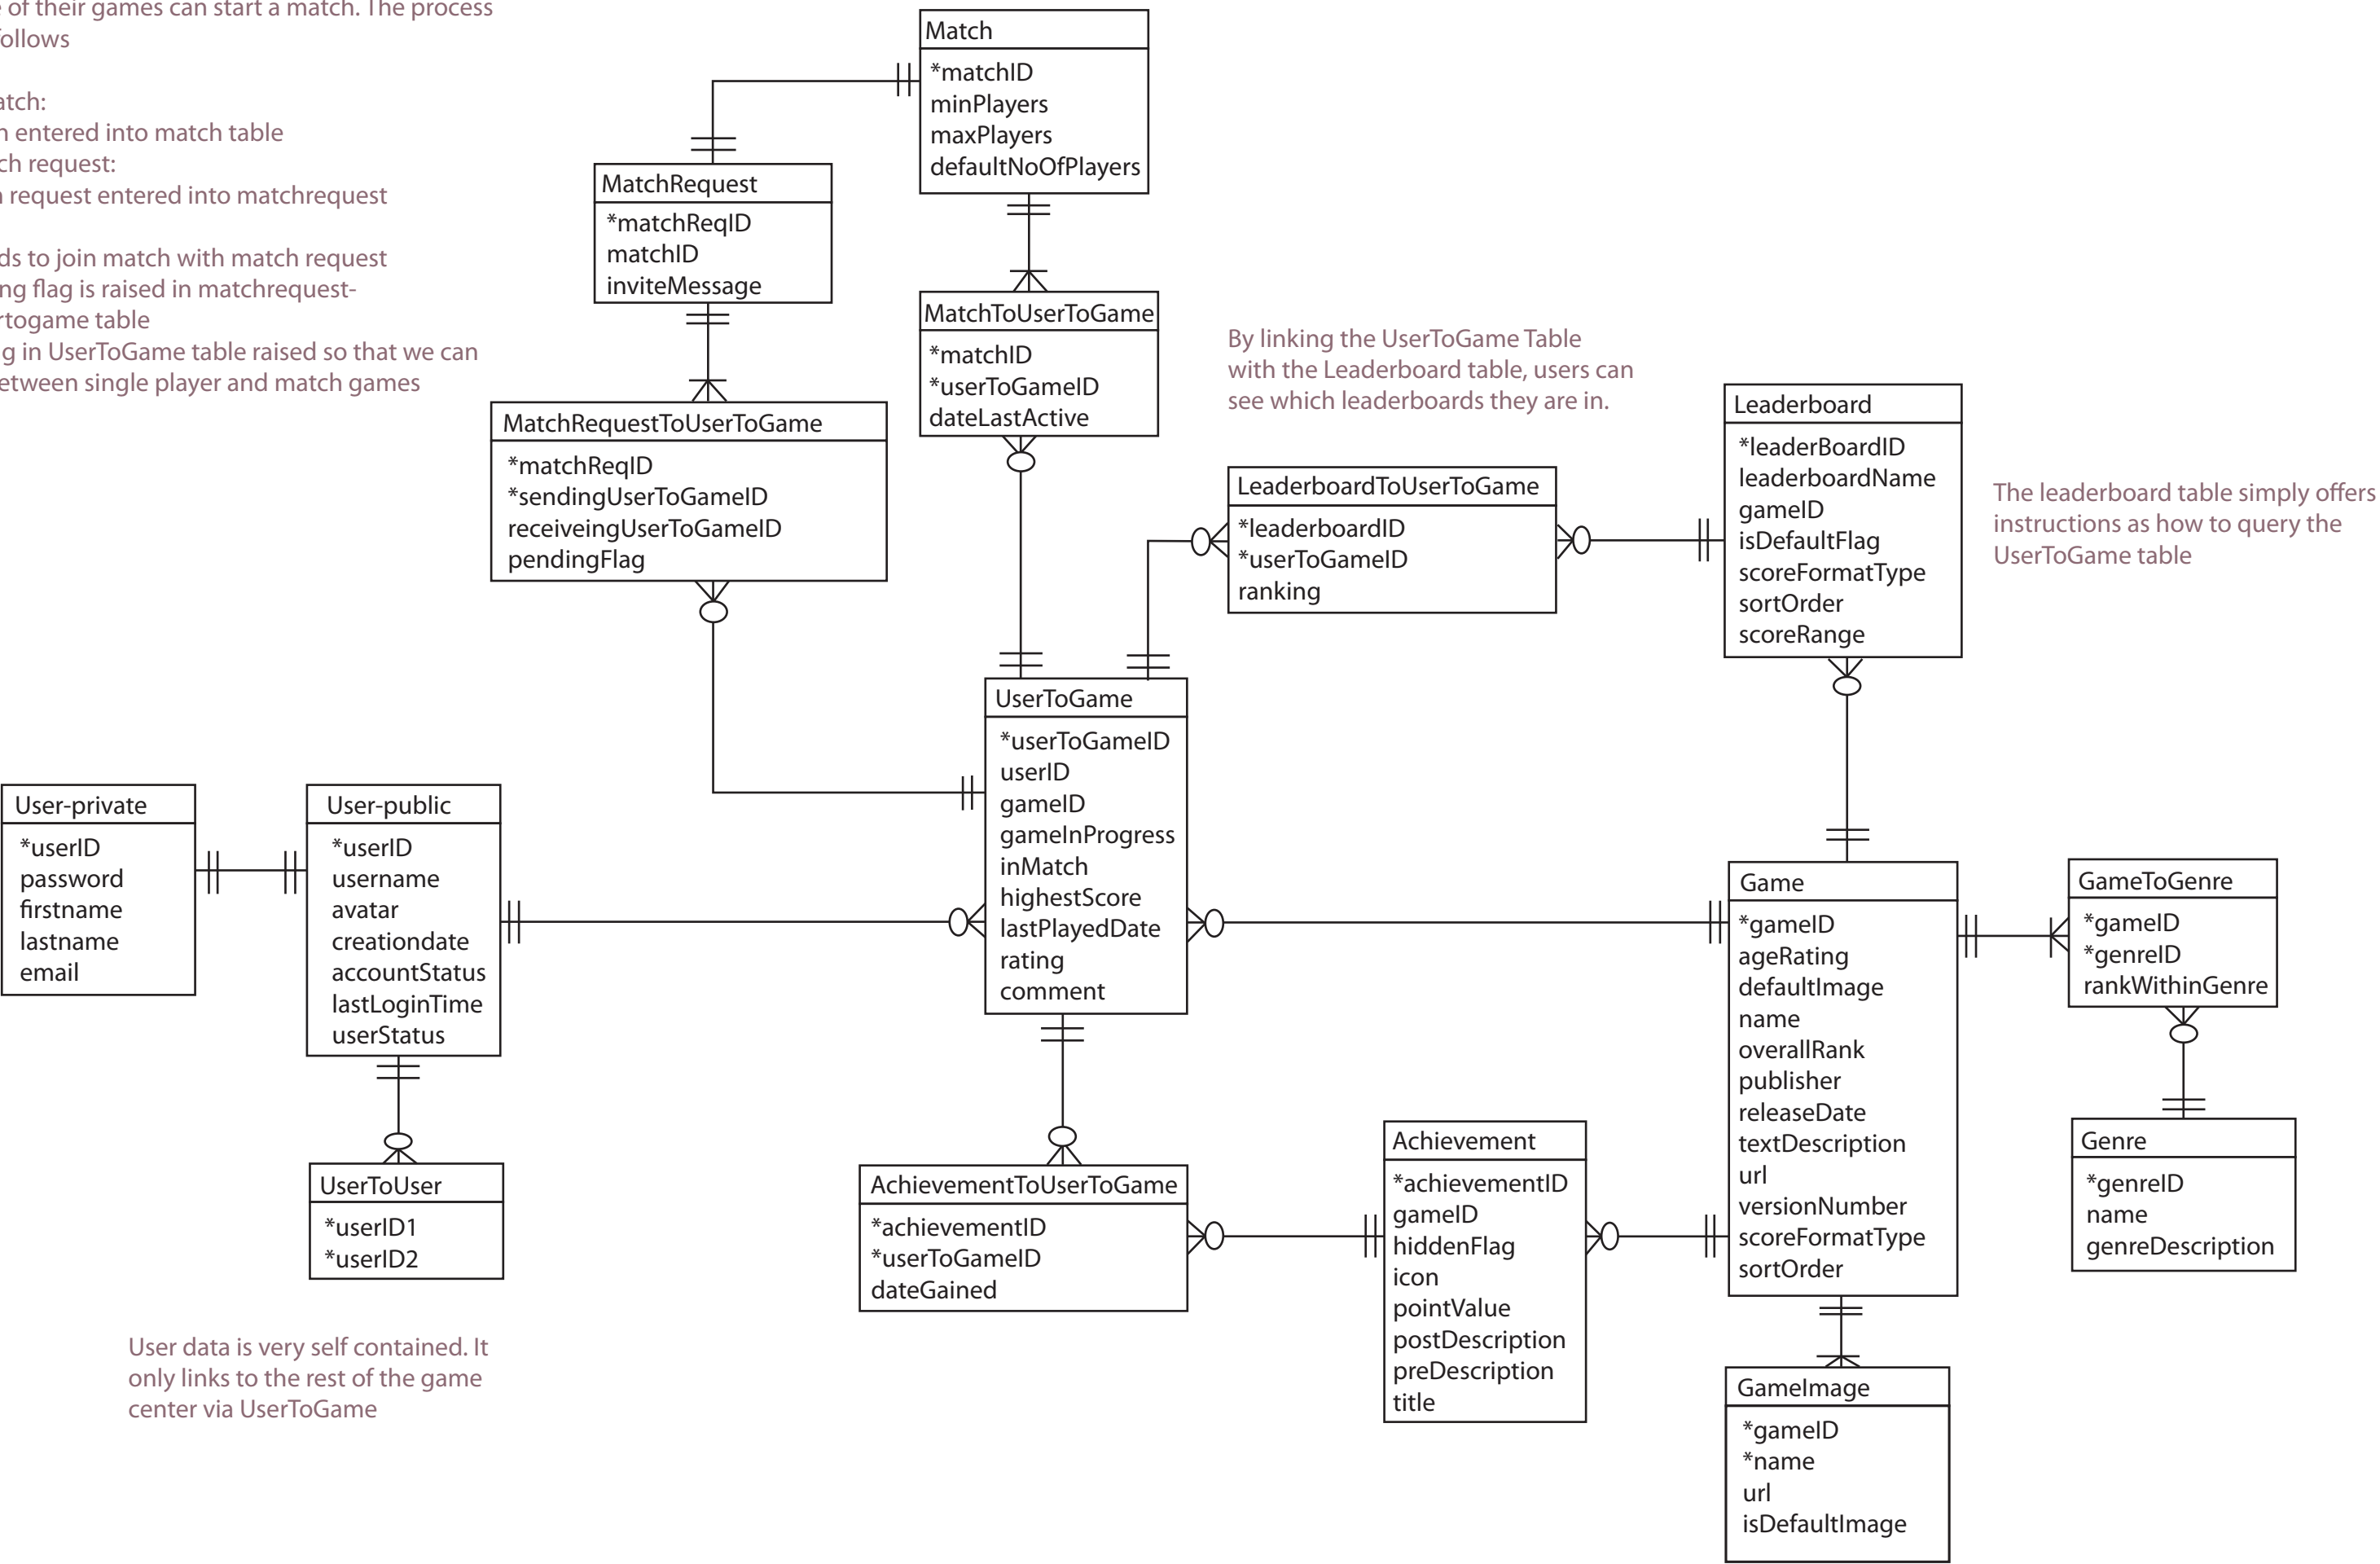 of their games can start a match. The process
follows
atch:
entered into match table
ch request:
request entered into matchrequest
ds to join match with match request
ng flag is raised in matchrequest-
rtogame table
g in UserToGame table raised so that we can
etween single player and match games
Match
*matchID
minPlayers
maxPlayers
defaultNoOfPlayers
MatchRequest
*matchReqID
matchID
inviteMessage
MatchToUserToGame
*matchID
*userToGameID
dateLastActive
MatchRequestToUserToGame
*matchReqID
*sendingUserToGameID
receiveingUserToGameID
pendingFlag
By linking the UserToGame Table
with the Leaderboard table, users can
see which leaderboards they are in.
LeaderboardToUserToGame
*leaderboardID
*userToGameID
ranking
Leaderboard
*leaderBoardID
leaderboardName
gameID
isDefaultFlag
scoreFormatType
sortOrder
scoreRange
The leaderboard table simply offers
instructions as how to query the
UserToGame table
User-private
*userID
password
firstname
lastname
email
User-public
*userID
username
avatar
creationdate
accountStatus
lastLoginTime
userStatus
UserToGame
*userToGameID
userID
gameID
gameInProgress
inMatch
highestScore
lastPlayedDate
rating
comment
Game
*gameID
ageRating
defaultImage
name
overallRank
publisher
releaseDate
textDescription
url
versionNumber
scoreFormatType
sortOrder
GameToGenre
*gameID
*genreID
rankWithinGenre
UserToUser
*userID1
*userID2
AchievementToUserToGame
*achievementID
*userToGameID
dateGained
Achievement
*achievementID
gameID
hiddenFlag
icon
pointValue
postDescription
preDescription
title
Genre
*genreID
name
genreDescription
User data is very self contained. It
only links to the rest of the game
center via UserToGame
GameImage
*gameID
*name
url
isDefaultImage